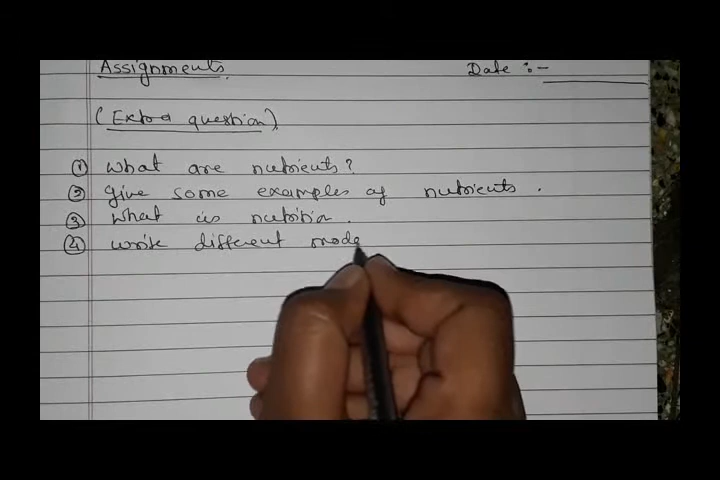 Assignments. Date :-
(Extra question)
① What are nutrients?
② Give some examples of nutrients.
③ What is nutrition.
④ write different mode